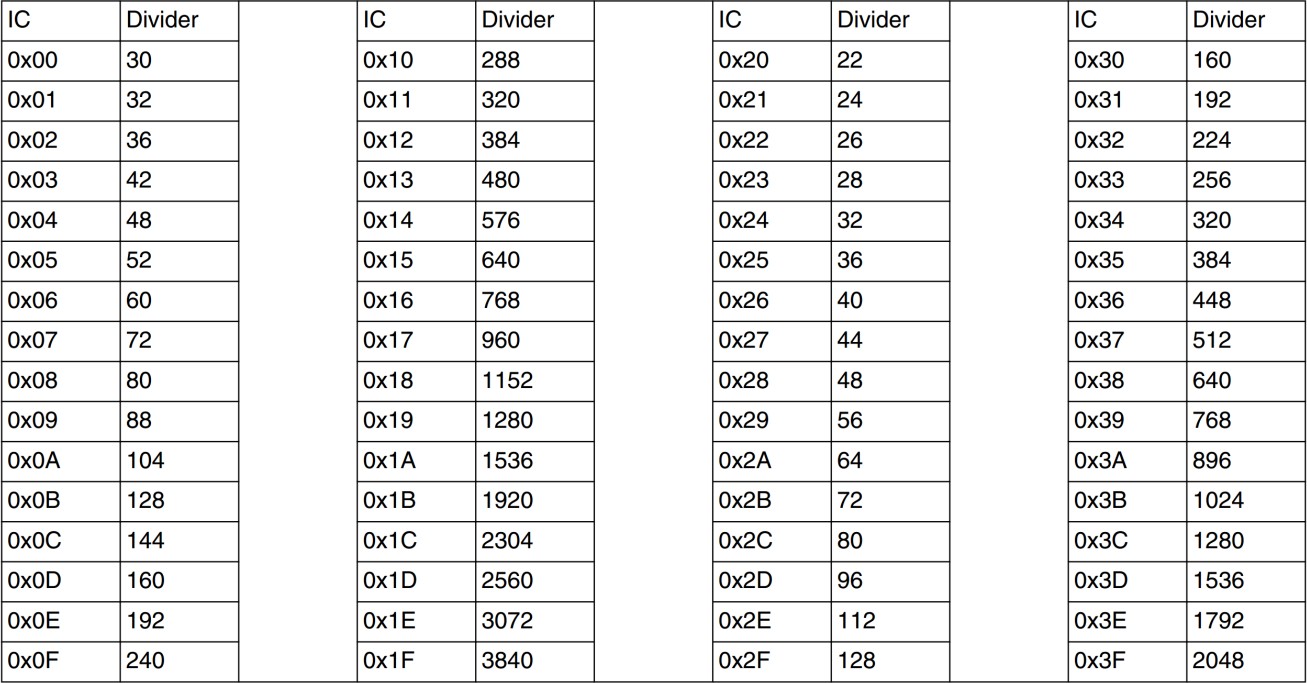 IC Divider IC Divider IC Divider IC Divider
0x00 30 0x10 288 0x20 22 0x30 160
0x01 32 0x11 320 0x21 24 0x31 192
0x02 36 0x12 384 0x22 26 0x32 224
0x03 42 0x13 480 0x23 28 0x33 256
0x04 48 0x14 576 0x24 32 0x34 320
0x05 52 0x15 640 0x25 36 0x35 384
0x06 60 0x16 768 0x26 40 0x36 448
0x07 72 0x17 960 0x27 44 0x37 512
0x08 80 0x18 1152 0x28 48 0x38 640
0x09 88 0x19 1280 0x29 56 0x39 768
0x0A 104 0x1A 1536 0x2A 64 0x3A 896
0x0B 128 0x1B 1920 0x2B 72 0x3B 1024
0x0C 144 0x1C 2304 0x2C 80 0x3C 1280
0x0D 160 0x1D 2560 0x2D 96 0x3D 1536
0x0E 192 0x1E 3072 0x2E 112 0x3E 1792
0x0F 240 0x1F 3840 0x2F 128 0x3F 2048